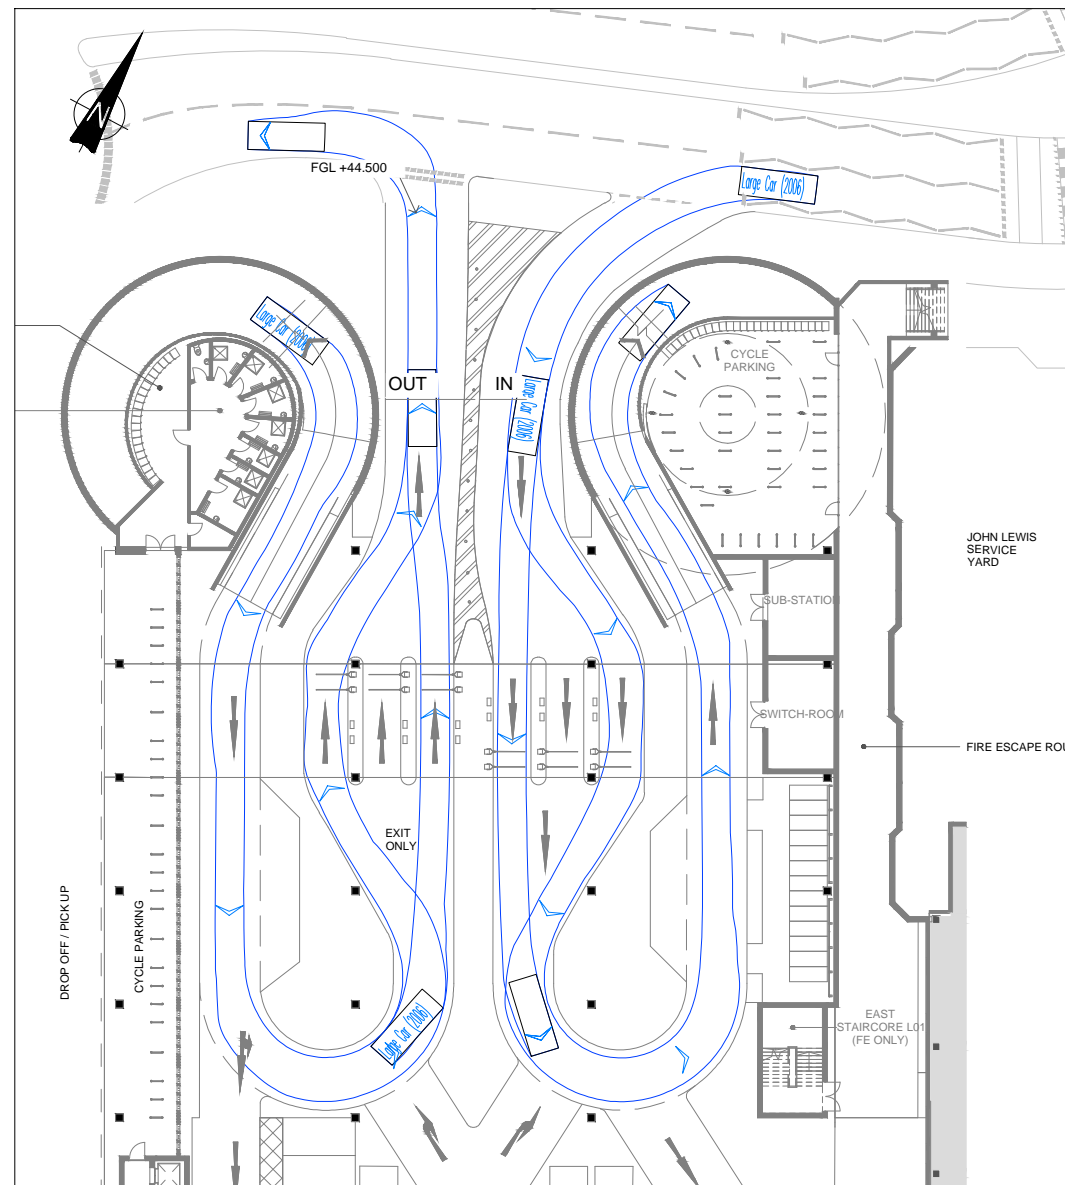 N
FGL +44.500
Large Car (2006)
Large Car (2006)
CYCLE
PARKING
OUT
IN
Large Car (2006)
JOHN LEWIS
SERVICE
YARD
SUB-STATION
SWITCH-ROOM
FIRE ESCAPE ROU
EXIT
ONLY
DROP OFF / PICK UP
CYCLE PARKING
Large Car (2006)
EAST
STAIRCORE L01
(FE ONLY)